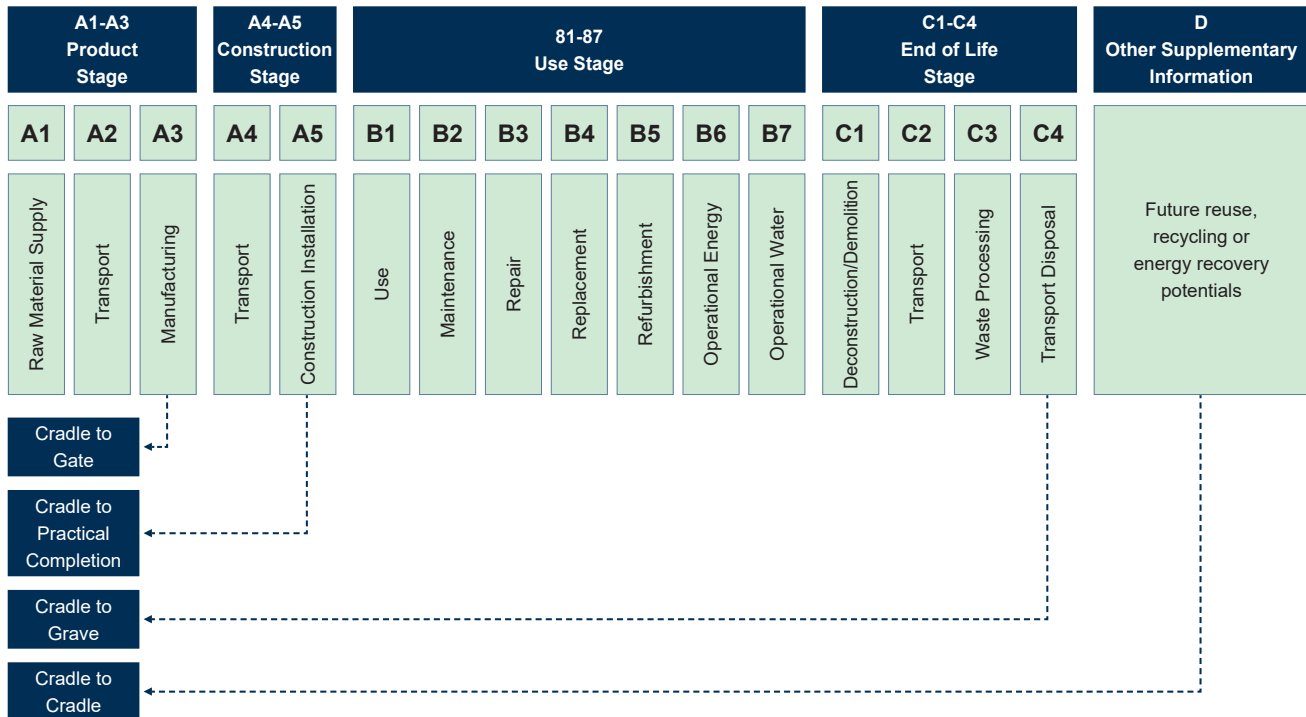 A1-A3
Product
Stage
A4-A5
Construction
Stage
81-87
Use Stage
C1-C4
End of Life
Stage
D
Other Supplementary
Information
A1
A2
A3
A4
A5
B1
B2
B3
B4
B5
B6
B7
C1
C2
C3
C4
Raw Material Supply
Transport
Manufacturing
Transport
Construction Installation
Use
Maintenance
Repair
Replacement
Refurbishment
Operational Energy
Operational Water
Deconstruction/Demolition
Transport
Waste Processing
Transport Disposal
Future reuse,
recycling or
energy recovery
potentials
Cradle to
Gate
Cradle to
Practical
Completion
Cradle to
Grave
Cradle to
Cradle